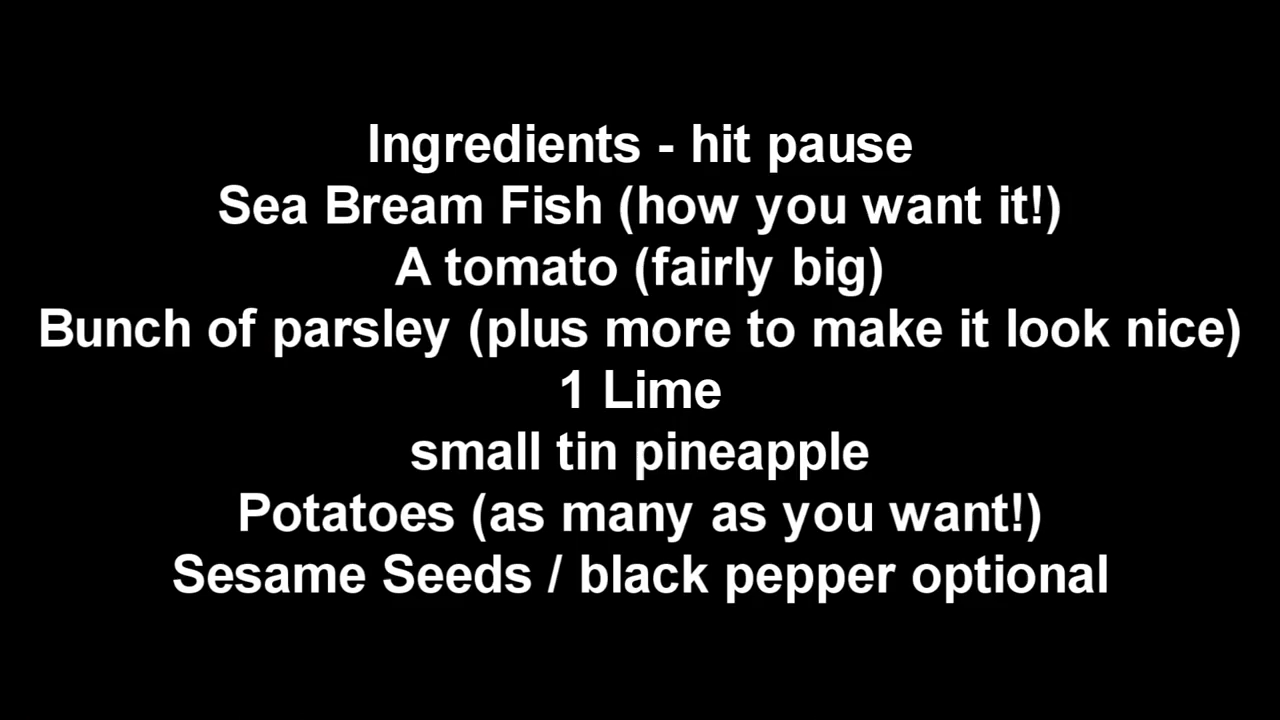 Ingredients - hit pause
Sea Bream Fish (how you want it!)
A tomato (fairly big)
Bunch of parsley (plus more to make it look nice)
1 Lime
small tin pineapple
Potatoes (as many as you want!)
Sesame Seeds / black pepper optional